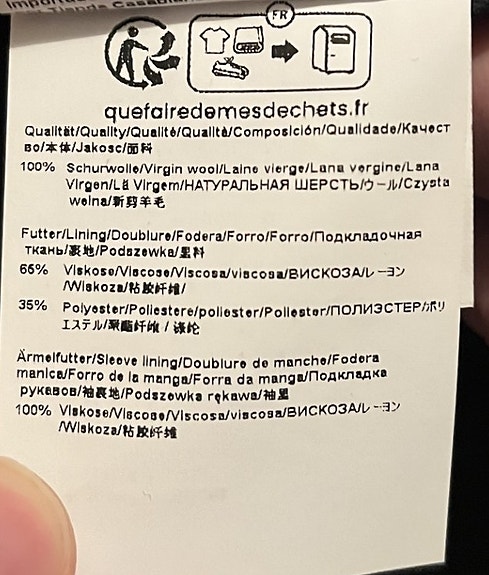 FR
quefairedemesdechets.fr
Qualität/Quality/Qualité/Qualità/Composición/Qualidade/Качест
во/本体/Jakosc/面料
100% Schurwolle/Virgin wool/Laine vierge/Lana vergine/Lana
Virgen/Lã Virgem/НАТУРАЛЬНАЯ ШЕРСТЬ/ウール/Czysta
welna/新剪羊毛
Futter/Lining/Doublure/Fodera/Forro/Forro/Подкладочная
ткань/裏地/Podszewka/里料
65% Viskose/Viscose/Viscosa/viscosa/ВИСКОЗА/レーヨン
/Wiskoza/粘胶纤维/
35% Polyester/Poliestere/poliester/Poliester/ПОЛИЭСТЕР/ポリ
エステル/聚酯纤维 / 涤纶
Ärmelfutter/Sleeve lining/Doublure de manche/Fodera
manica/Forro de la manga/Forra da manga/Подкладка
рукавов/袖裏地/Podszewka rękawa/袖里
100% Viskose/Viscose/Viscosa/viscosa/ВИСКОЗА/レーヨン
/Wiskoza/粘胶纤维